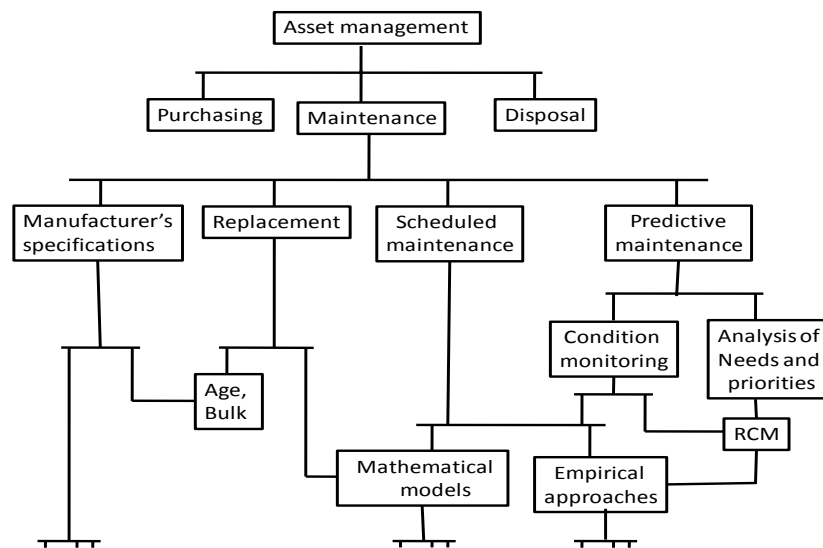 Asset management
Purchasing
Maintenance
Disposal
Manufacturer's
specifications
Replacement
Scheduled
maintenance
Predictive
maintenance
Condition
monitoring
Analysis of
Needs and
priorities
Age,
Bulk
RCM
Mathematical
models
Empirical
approaches